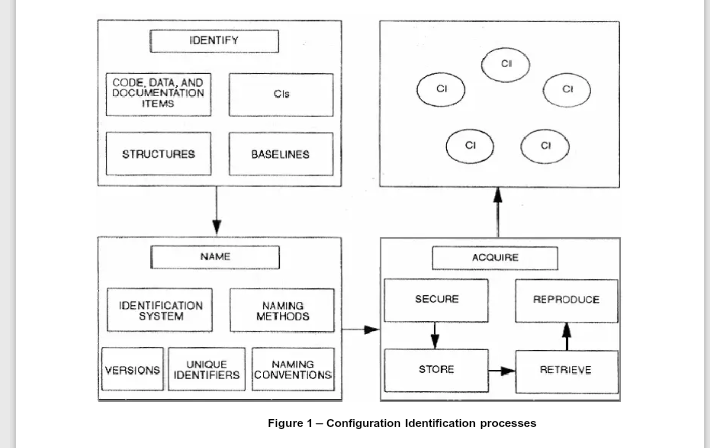 IDENTIFY
CODE, DATA, AND
DOCUMENTATION
ITEMS
CIs
STRUCTURES
BASELINES
CI
CI
CI
CI
CI
NAME
IDENTIFICATION
SYSTEM
NAMING
METHODS
VERSIONS
UNIQUE
IDENTIFIERS
NAMING
CONVENTIONS
ACQUIRE
SECURE
REPRODUCE
STORE
RETRIEVE
Figure 1 – Configuration Identification processes